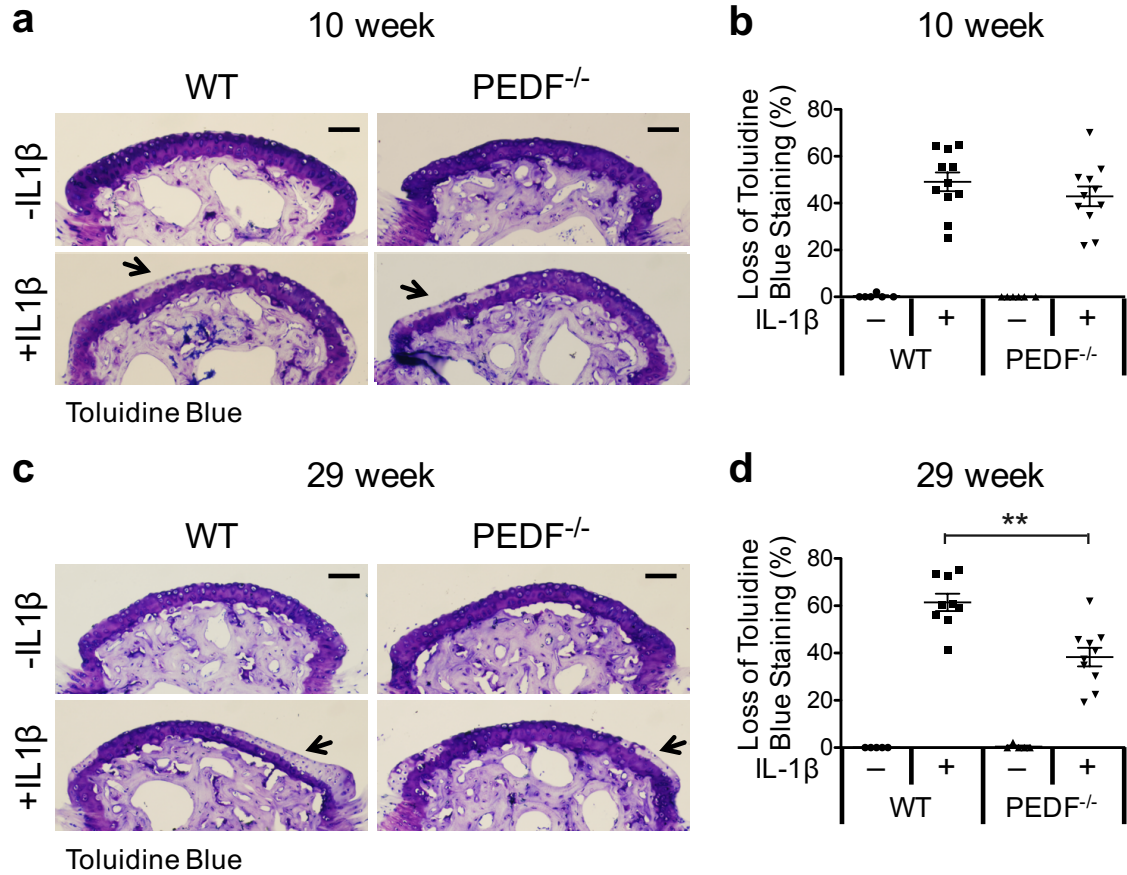 a
10 week
WT
PEDF-/-
-IL1β
+IL1β
Toluidine Blue
b
10 week
Loss of Toluidine
Blue Staining (%)
80
60
40
20
0
IL-1β
– + – +
WT PEDF-/-
c
29 week
WT
PEDF-/-
-IL1β
+IL1β
Toluidine Blue
d
29 week
**
Loss of Toluidine
Blue Staining (%)
80
60
40
20
0
IL-1β
– + – +
WT PEDF-/-